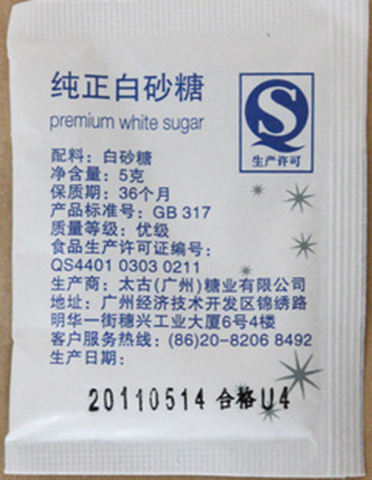 纯正白砂糖
premium white sugar
QS
生产许可
配料：白砂糖
净含量：5克
保质期：36个月
产品标准号：GB 317
质量等级：优级
食品生产许可证编号：
QS4401 0303 0211
生产商：太古(广州)糖业有限公司
地址：广州经济技术开发区锦绣路
明华一街穗兴工业大厦6号4楼
客户服务热线：(86)20-8206 8492
生产日期：
20110514 合格U4